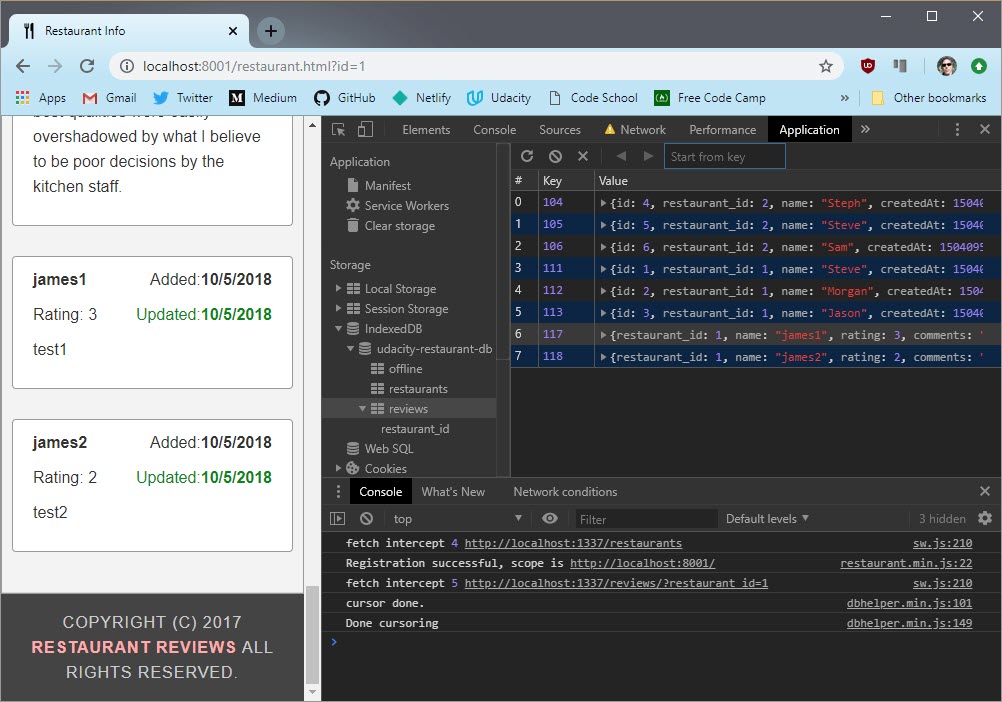 Restaurant Info
localhost:8001/restaurant.html?id=1
Apps Gmail Twitter Medium GitHub Netlify Udacity Code School Free Code Camp » Other bookmarks
best qualities were easily
overshadowed by what I believe
to be poor decisions by the
kitchen staff.
james1 Added:10/5/2018
Rating: 3 Updated:10/5/2018
test1
james2 Added:10/5/2018
Rating: 2 Updated:10/5/2018
test2
COPYRIGHT (C) 2017
RESTAURANT REVIEWS ALL
RIGHTS RESERVED.
Elements Console Sources Network Performance Application »
Application
Manifest
Service Workers
Clear storage
Storage
Local Storage
Session Storage
IndexedDB
udacity-restaurant-db
offline
restaurants
reviews
restaurant_id
Web SQL
Cookies
Start from key
# Key Value
0 104 {id: 4, restaurant_id: 2, name: "Steph", createdAt: 15040
1 105 {id: 5, restaurant_id: 2, name: "Steve", createdAt: 15040
2 106 {id: 6, restaurant_id: 2, name: "Sam", createdAt: 1504095
3 111 {id: 1, restaurant_id: 1, name: "Steve", createdAt: 15040
4 112 {id: 2, restaurant_id: 1, name: "Morgan", createdAt: 1504
5 113 {id: 3, restaurant_id: 1, name: "Jason", createdAt: 15040
6 117 {restaurant_id: 1, name: "james1", rating: 3, comments: "
7 118 {restaurant_id: 1, name: "james2", rating: 2, comments: "
Console What's New Network conditions
top Filter Default levels 3 hidden
fetch intercept 4 http://localhost:1337/restaurants sw.js:210
Registration successful, scope is http://localhost:8001/ restaurant.min.js:22
fetch intercept 5 http://localhost:1337/reviews/?restaurant_id=1 sw.js:210
cursor done. dbhelper.min.js:101
Done cursoring dbhelper.min.js:149